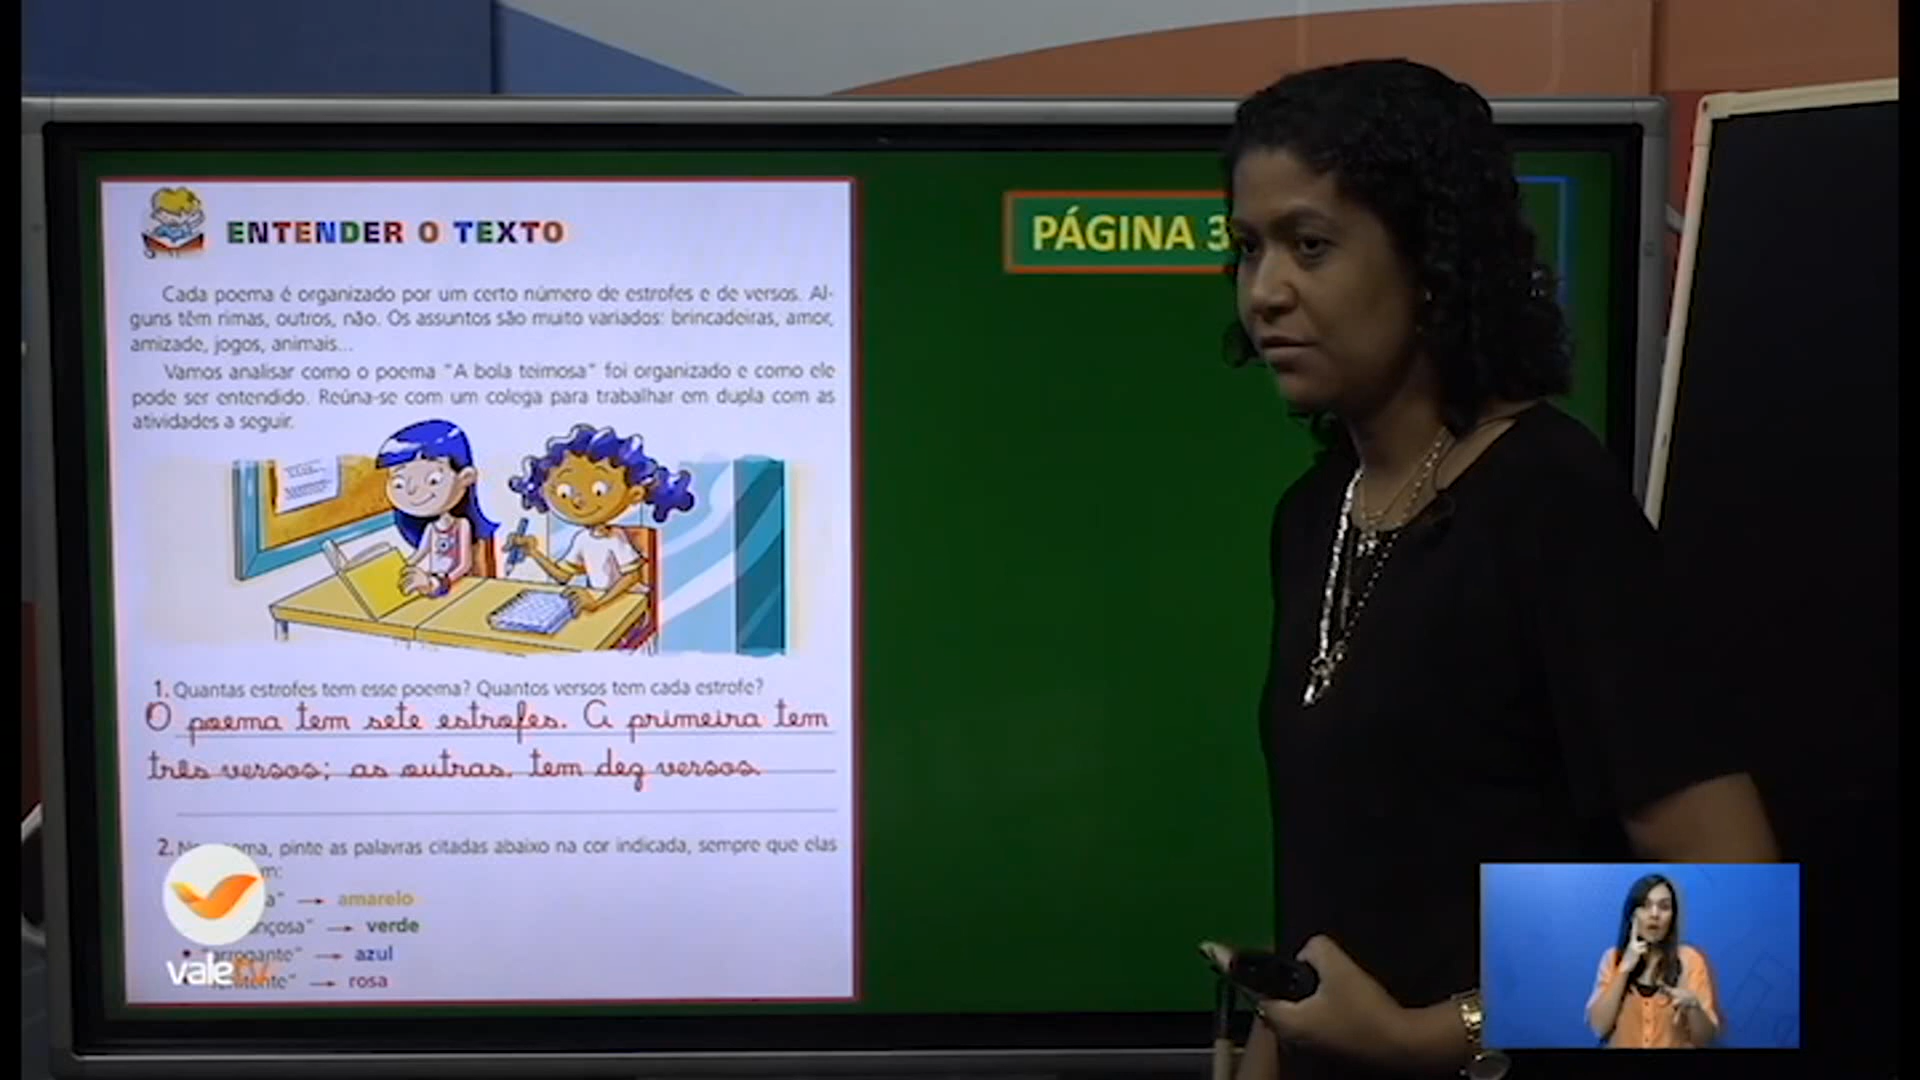 ENTENDER O TEXTO
PÁGINA 3
Cada poema é organizado por um certo número de estrofes e de versos. Al-
guns têm rimas, outros, não. Os assuntos são muito variados: brincadeiras, amor,
amizade, jogos, animais...
Vamos analisar como o poema "A bola teimosa" foi organizado e como ele
pode ser entendido. Reúna-se com um colega para trabalhar em dupla com as
atividades a seguir.
1. Quantas estrofes tem esse poema? Quantos versos tem cada estrofe?
O poema tem sete estrofes. A primeira tem
três versos; as outras, tem dez versos.
2. pinte as palavras citadas abaixo na cor indicada, sempre que elas
→ amarelo
→ verde
• "arrogante" → azul
→ rosa
valetv